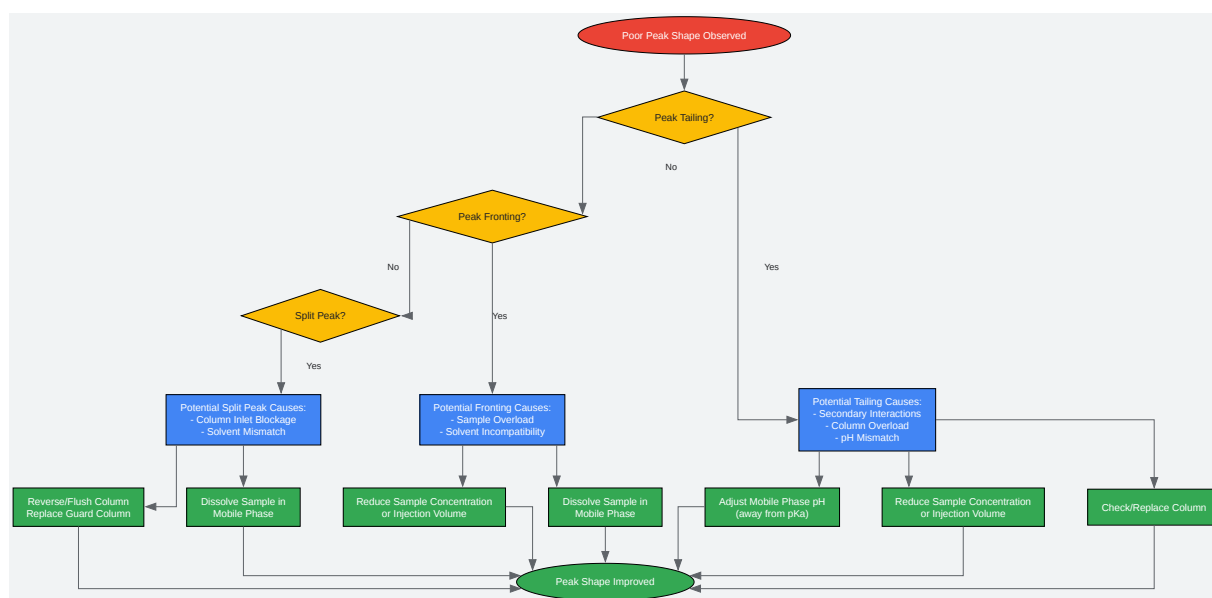 Poor Peak Shape Observed
Peak Tailing?
No
Peak Fronting?
No
Yes
Split Peak?
Yes
Yes
Potential Split Peak Causes:
- Column Inlet Blockage
- Solvent Mismatch
Potential Fronting Causes:
- Sample Overload
- Solvent Incompatibility
Potential Tailing Causes:
- Secondary Interactions
- Column Overload
- pH Mismatch
Reverse/Flush Column
Replace Guard Column
Dissolve Sample in
Mobile Phase
Reduce Sample Concentration
or Injection Volume
Dissolve Sample in
Mobile Phase
Adjust Mobile Phase pH
(away from pKa)
Reduce Sample Concentration
or Injection Volume
Check/Replace Column
Peak Shape Improved